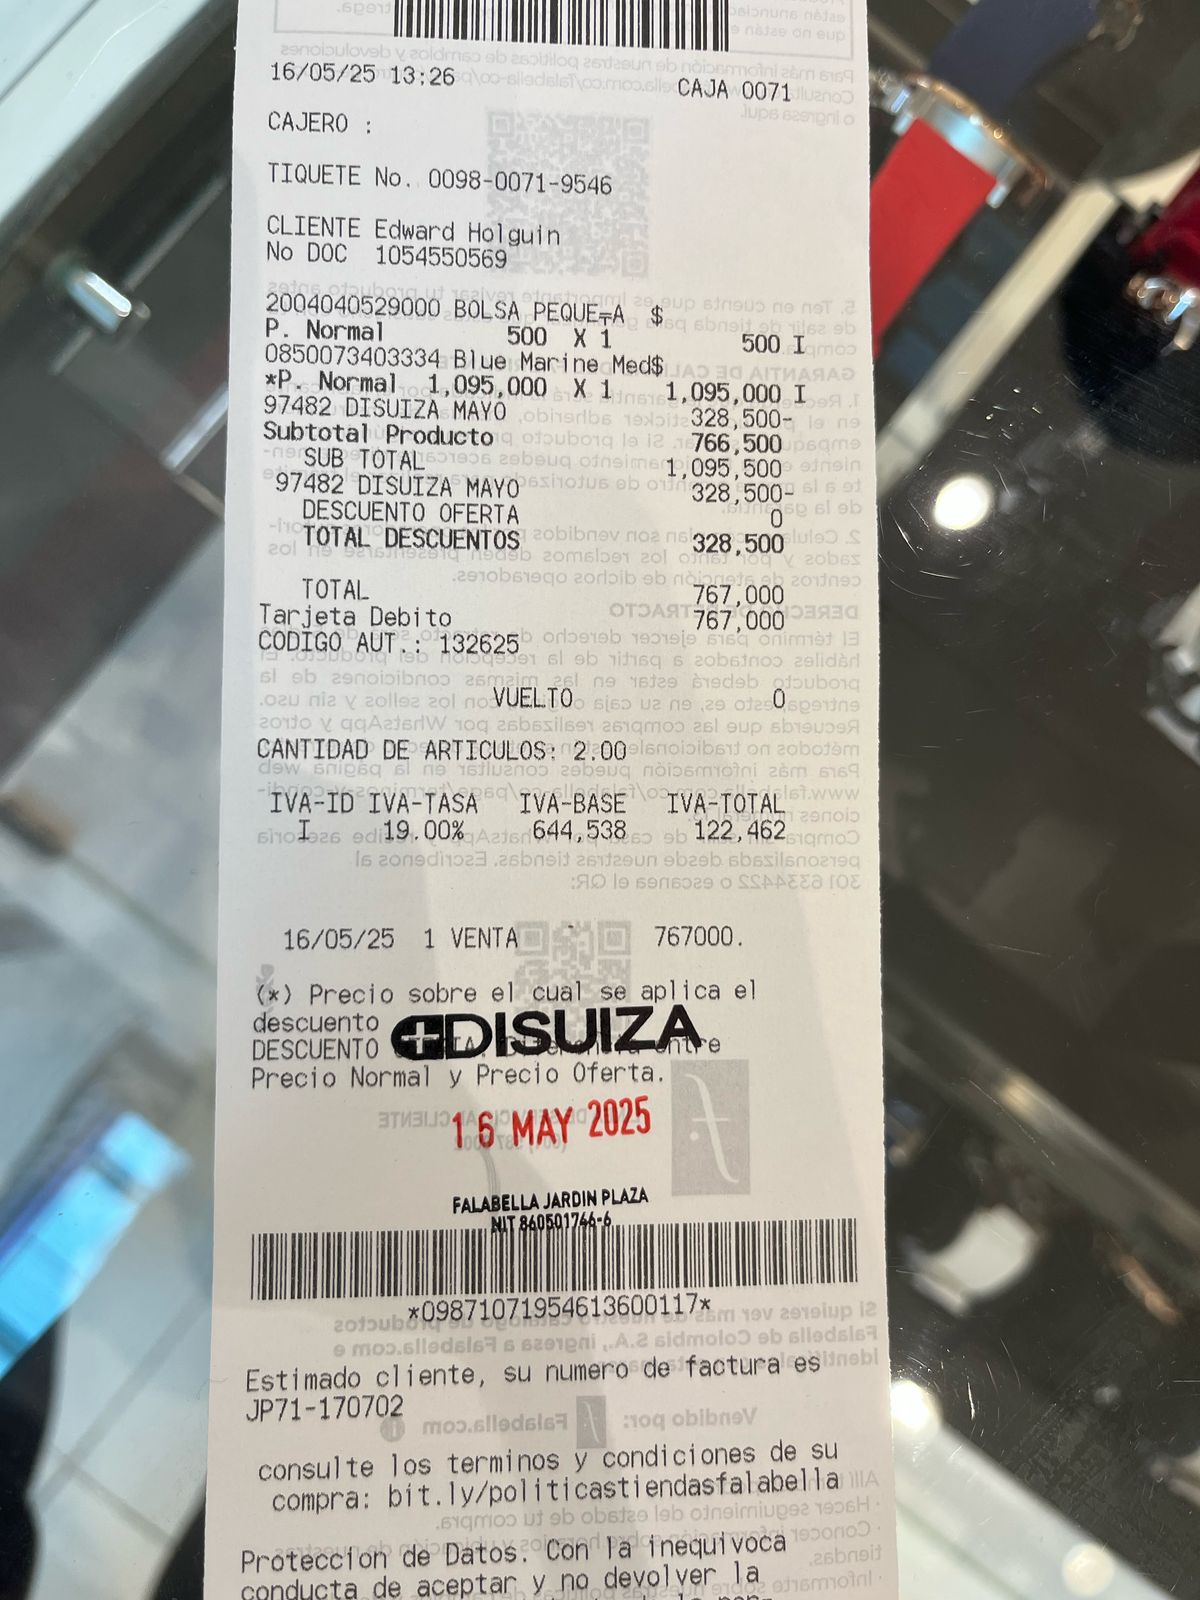 16/05/25 13:26 CAJA 0071
CAJERO :
TIQUETE No. 0098-0071-9546
CLIENTE Edward Holguin
No DOC 1054550569
2004040529000 BOLSA PEQUE╤A $
P. Normal 500 X 1 500 I
0850073403334 Blue Marine Med$
*P. Normal 1,095,000 X 1 1,095,000 I
97482 DISUIZA MAYO 328,500-
Subtotal Producto 766,500
SUB TOTAL 1,095,500
97482 DISUIZA MAYO 328,500-
DESCUENTO OFERTA 0
TOTAL DESCUENTOS 328,500
TOTAL 767,000
Tarjeta Debito 767,000
CODIGO AUT.: 132625
VUELTO 0
CANTIDAD DE ARTICULOS: 2.00
IVA-ID IVA-TASA IVA-BASE IVA-TOTAL
I 19.00% 644,538 122,462
16/05/25 1 VENTA 767000.
(*) Precio sobre el cual se aplica el
descuento
DISUIZA
DESCUENTO OFERTA. Diferencia entre
Precio Normal y Precio Oferta.
16 MAY 2025
FALABELLA JARDIN PLAZA
NIT 860501746-6
*09871071954613600117*
Estimado cliente, su numero de factura es
JP71-170702
consulte los terminos y condiciones de su
compra: bit.ly/politicastiendasfalabella
Proteccion de Datos. Con la inequivoca
conducta de aceptar y no devolver la